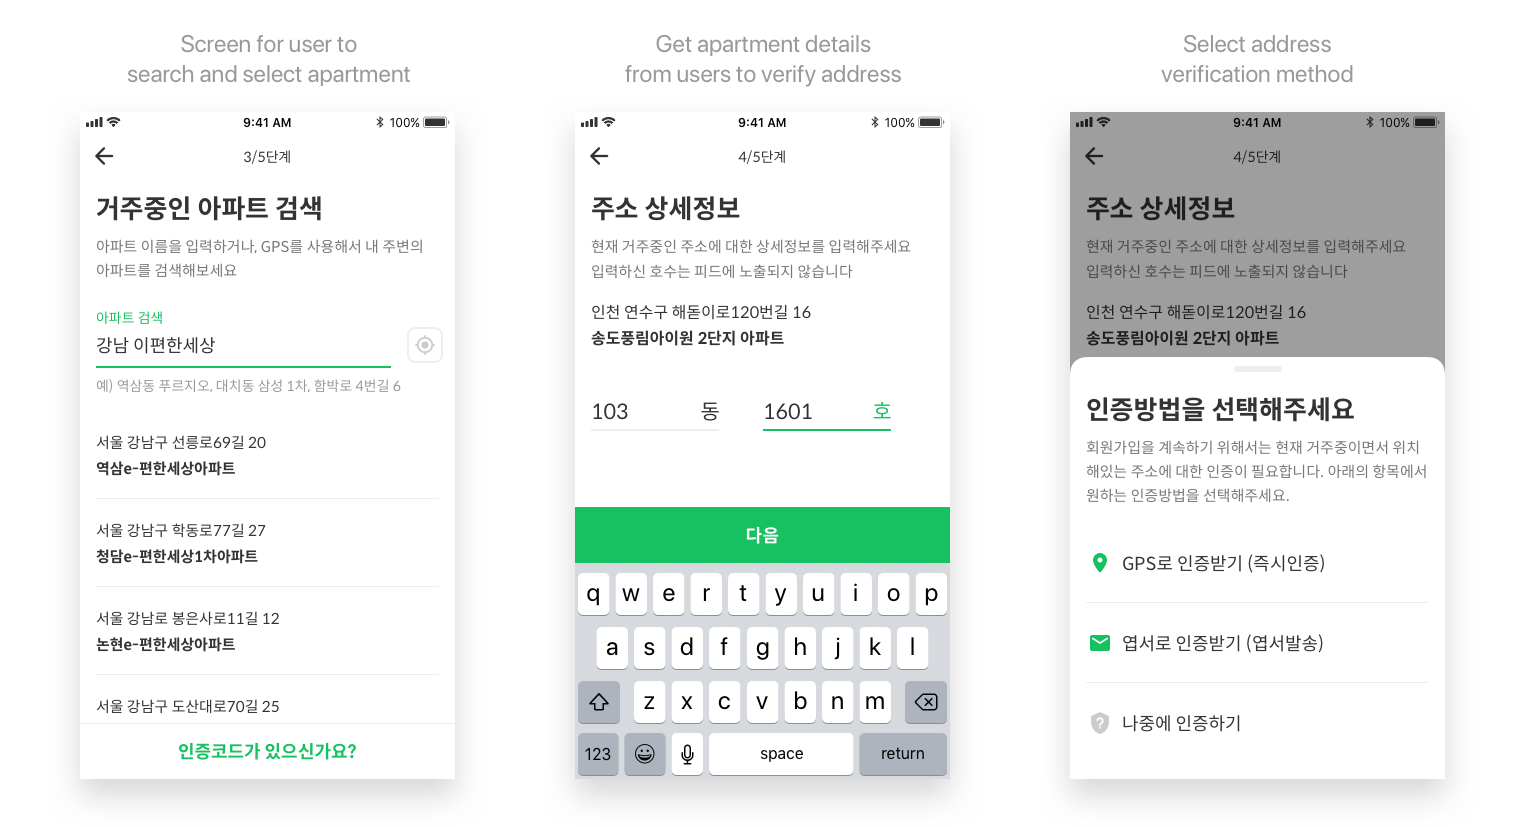 Screen for user to
search and select apartment
9:41 AM
100%
3/5단계
거주중인 아파트 검색
아파트 이름을 입력하거나, GPS를 사용해서 내 주변의
아파트를 검색해보세요
아파트 검색
강남 이편한세상
예) 역삼동 푸르지오, 대치동 삼성 1차, 함박로 4번길 6
서울 강남구 선릉로69길 20
역삼e-편한세상아파트
서울 강남구 학동로77길 27
청담e-편한세상1차아파트
서울 강남로 봉은사로11길 12
논현e-편한세상아파트
서울 강남구 도산대로70길 25
인증코드가 있으신가요?
Get apartment details
from users to verify address
9:41 AM
100%
4/5단계
주소 상세정보
현재 거주중인 주소에 대한 상세정보를 입력해주세요
입력하신 호수는 피드에 노출되지 않습니다
인천 연수구 해돋이로120번길 16
송도풍림아이원 2단지 아파트
103 동 1601 호
다음
q w e r t y u i o p
a s d f g h j k l
z x c v b n m
123 space return
Select address
verification method
9:41 AM
100%
4/5단계
주소 상세정보
현재 거주중인 주소에 대한 상세정보를 입력해주세요
입력하신 호수는 피드에 노출되지 않습니다
인천 연수구 해돋이로120번길 16
송도풍림아이원 2단지 아파트
인증방법을 선택해주세요
회원가입을 계속하기 위해서는 현재 거주중이면서 위치
해있는 주소에 대한 인증이 필요합니다. 아래의 항목에서
원하는 인증방법을 선택해주세요.
GPS로 인증받기 (즉시인증)
엽서로 인증받기 (엽서발송)
나중에 인증하기